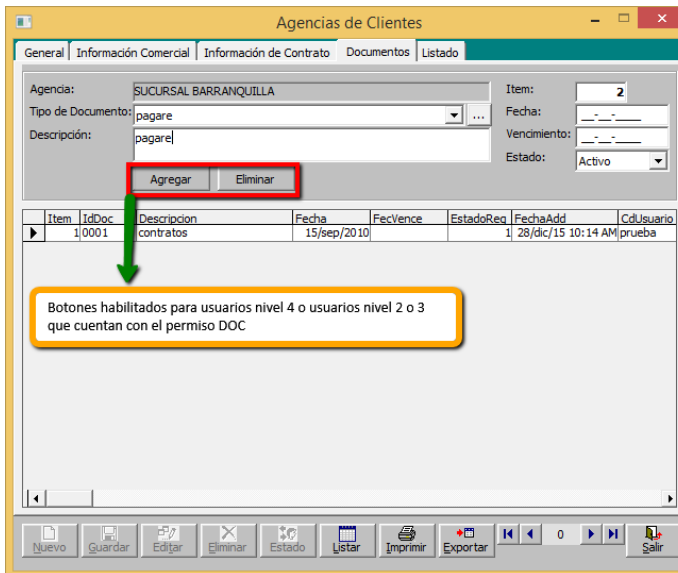 Agencias de Clientes
General Información Comercial Información de Contrato Documentos Listado
Agencia: SUCURSAL BARRANQUILLA Item: 2
Tipo de Documento: pagare ... Fecha: __-__-____
Descripción: pagare Vencimiento: __-__-____
Estado: Activo
Agregar Eliminar
Item IdDoc Descripcion Fecha FecVence EstadoReg FechaAdd CdUsuario
1 0001 contratos 15/sep/2010 1 28/dic/15 10:14 AM prueba
Botones habilitados para usuarios nivel 4 o usuarios nivel 2 o 3
que cuentan con el permiso DOC
Nuevo Guardar Editar Eliminar Estado Listar Imprimir Exportar 0 Salir